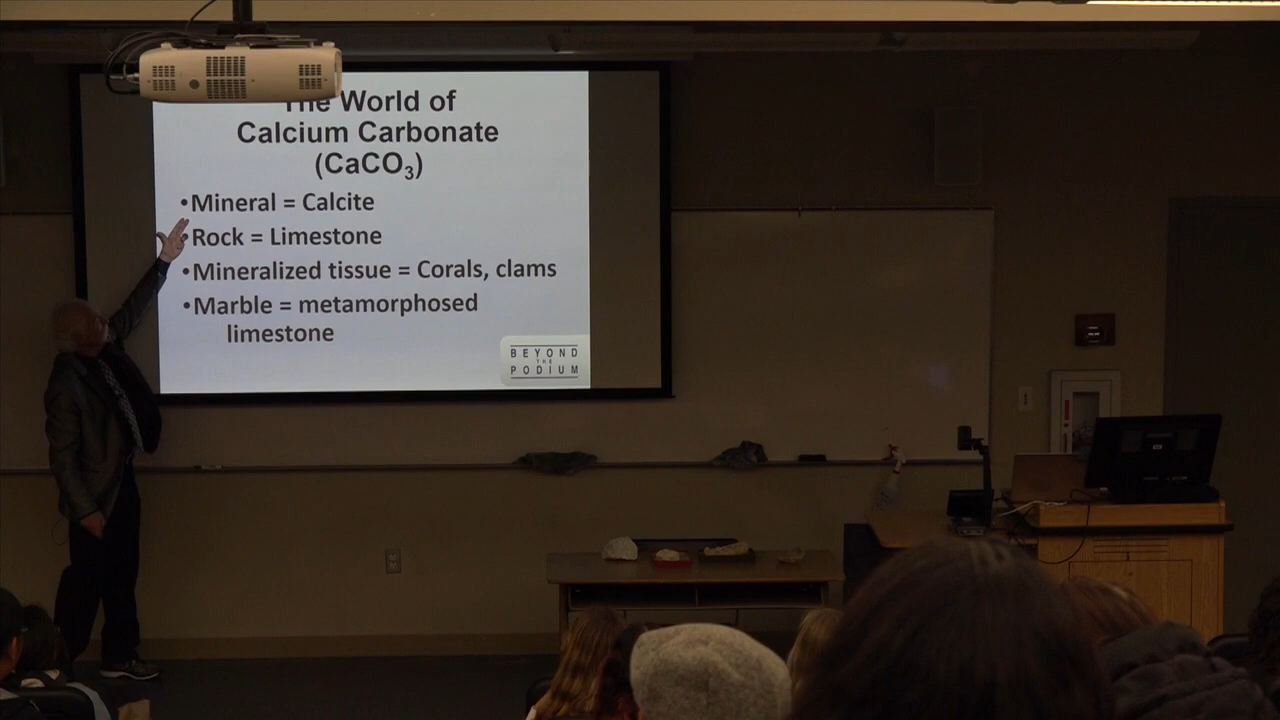 The World of
Calcium Carbonate
(CaCO₃)
•Mineral = Calcite
•Rock = Limestone
•Mineralized tissue = Corals, clams
•Marble = metamorphosed
limestone
BEYOND
THE
PODIUM